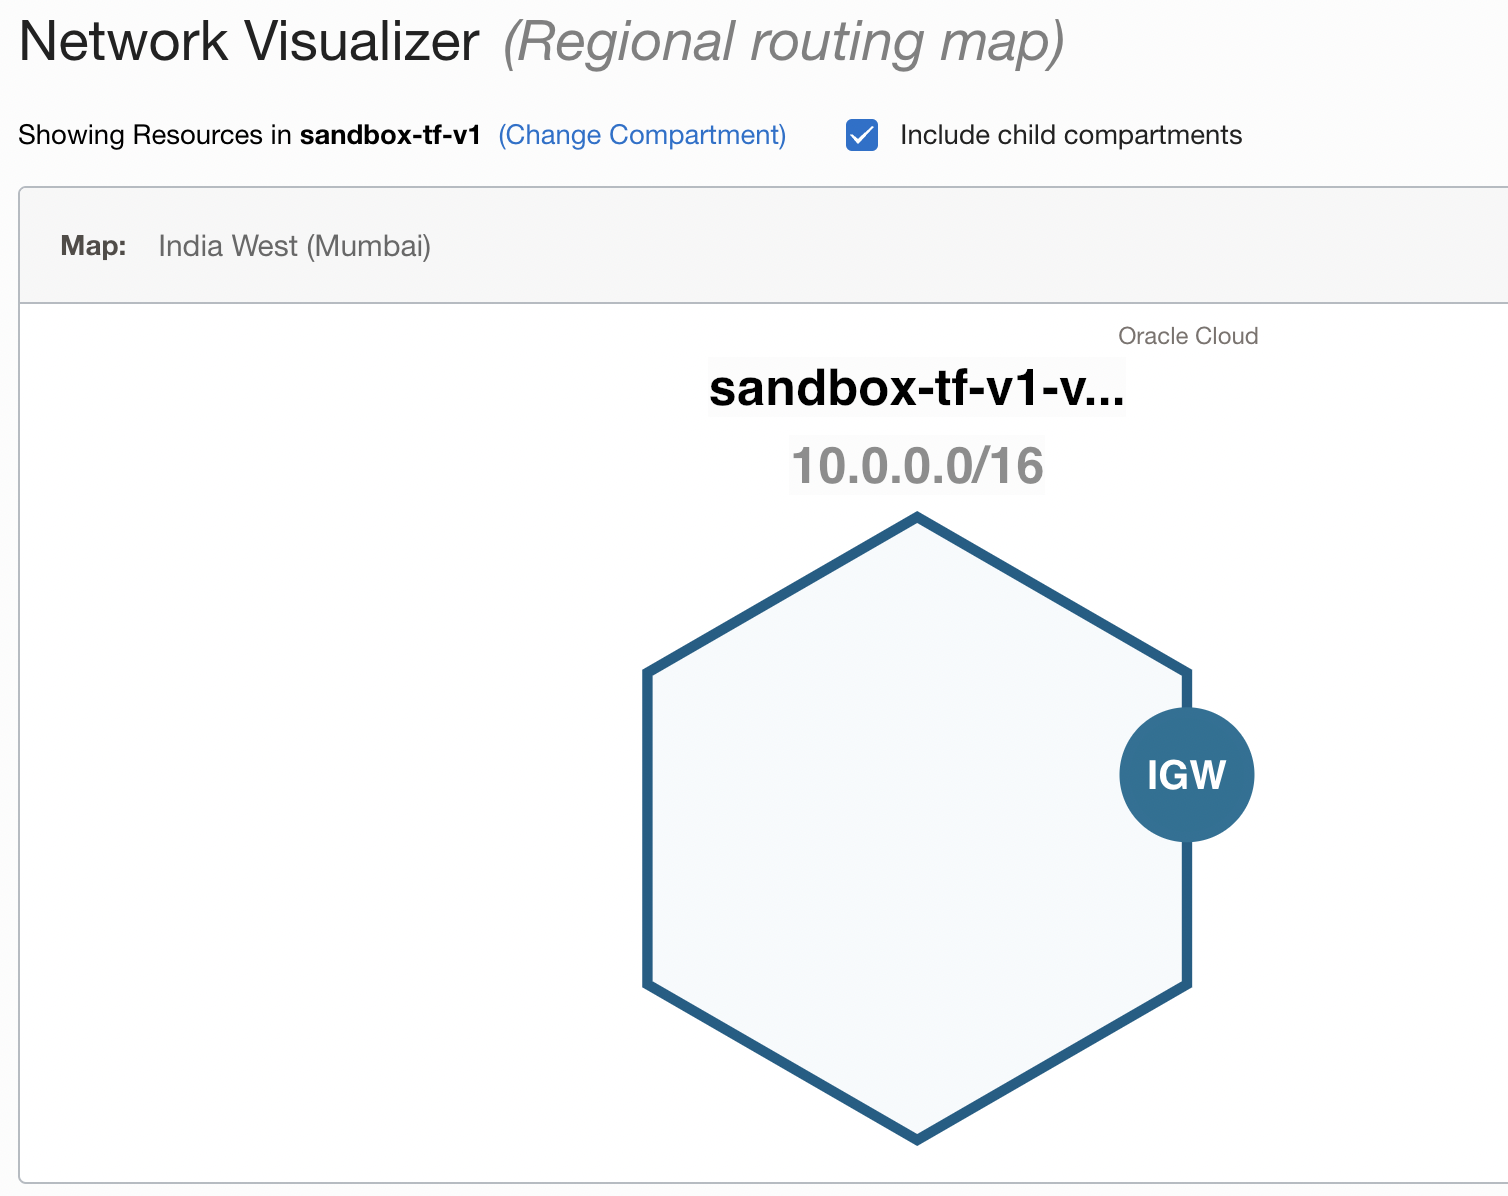 Network Visualizer (Regional routing map)
Showing Resources in sandbox-tf-v1 (Change Compartment) Include child compartments
Map: India West (Mumbai)
Oracle Cloud
sandbox-tf-v1-v...
10.0.0.0/16
IGW